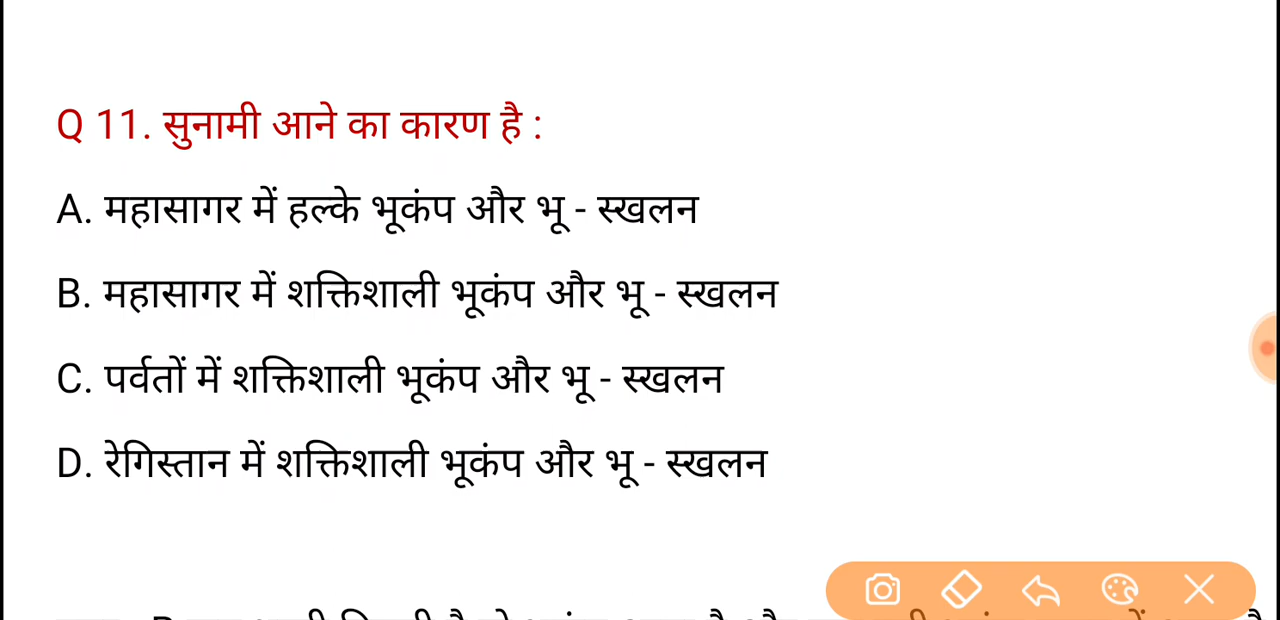 Q 11. सुनामी आने का कारण है :
A. महासागर में हल्के भूकंप और भू - स्खलन
B. महासागर में शक्तिशाली भूकंप और भू - स्खलन
C. पर्वतों में शक्तिशाली भूकंप और भू - स्खलन
D. रेगिस्तान में शक्तिशाली भूकंप और भू - स्खलन